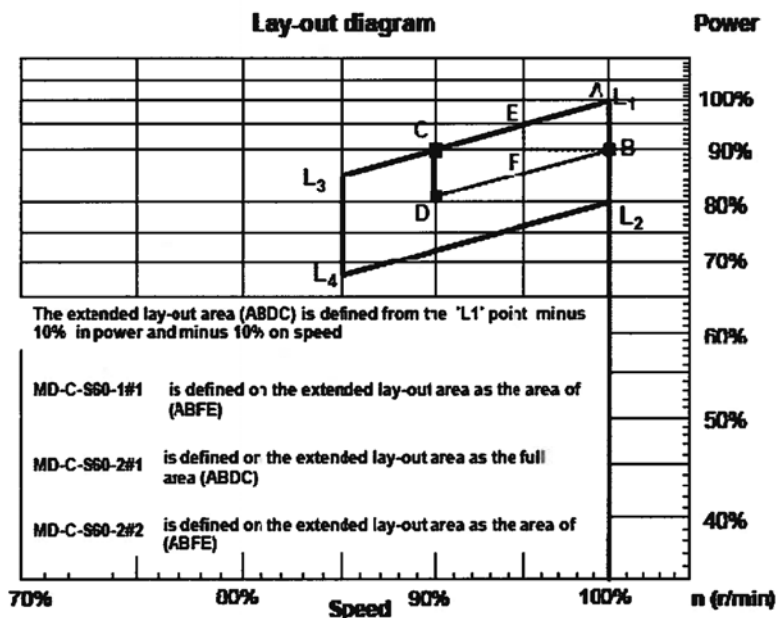 Lay-out diagram
Power
A L1
100%
E
C
90%
B
F
L3
D
80%
L2
L4
70%
The extended lay-out area (ABDC) is defined from the "L1" point minus
10% in power and minus 10% on speed
60%
MD-C-S60-1#1 is defined on the extended lay-out area as the area of
(ABFE)
50%
MD-C-S60-2#1 is defined on the extended lay-out area as the full
area (ABDC)
MD-C-S60-2#2 is defined on the extended lay-out area as the area of
(ABFE)
40%
70% 80% 90% 100% n (r/min)
Speed